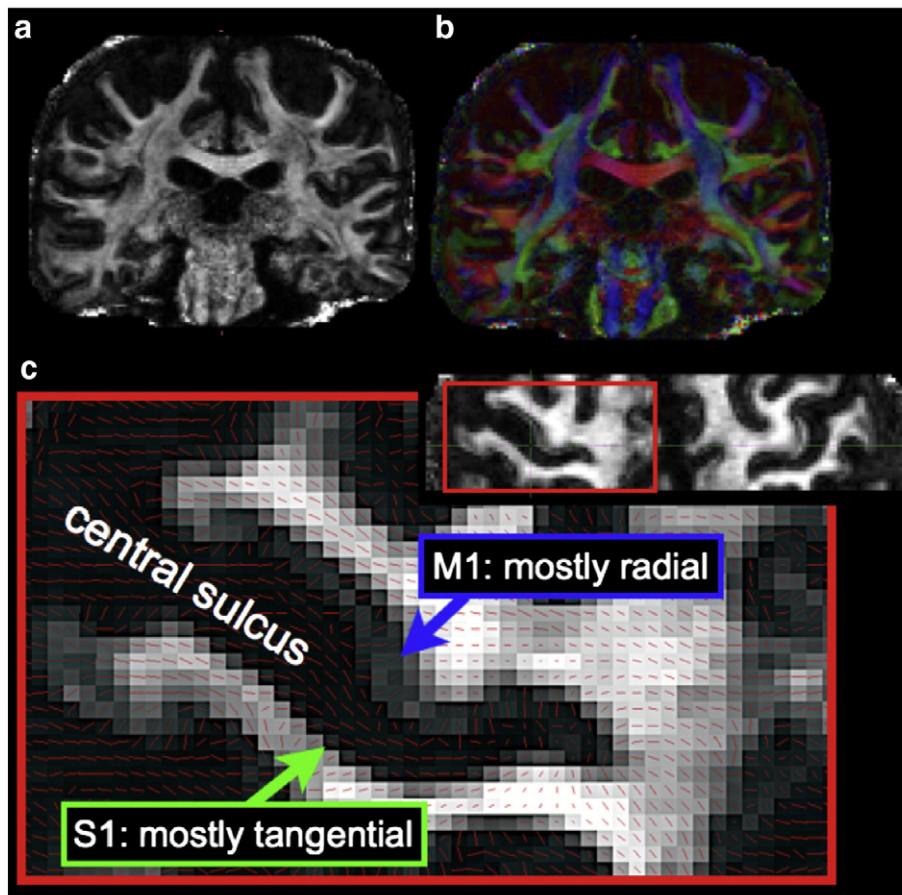 a
b
c
central sulcus
M1: mostly radial
S1: mostly tangential